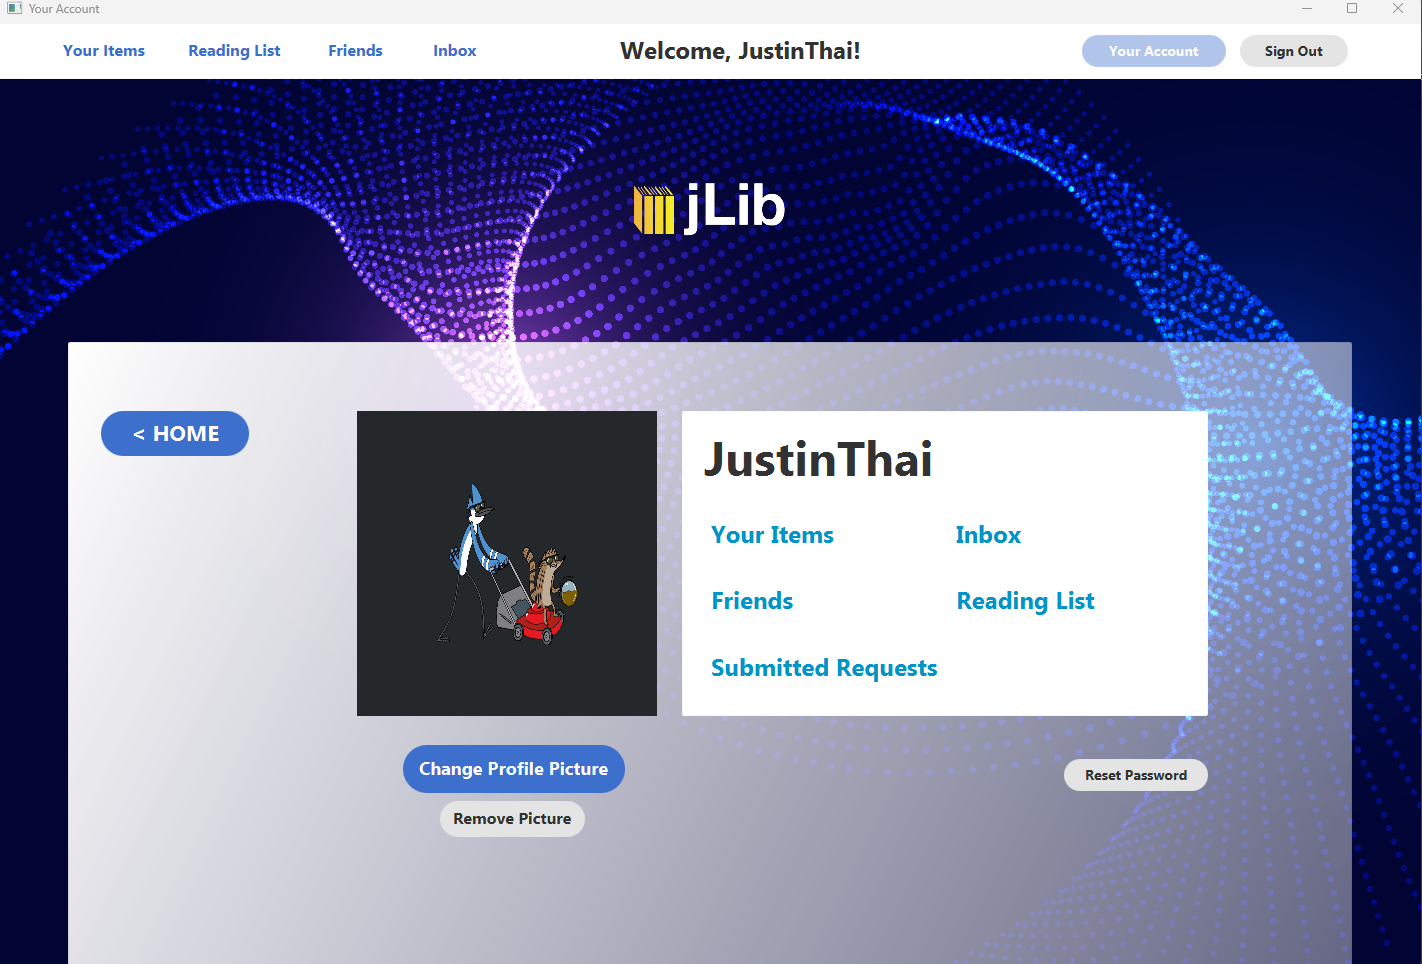 Your Account
Your Items Reading List Friends Inbox Welcome, JustinThai! Your Account Sign Out
jLib
< HOME
JustinThai
Your Items Inbox
Friends Reading List
Submitted Requests
Change Profile Picture
Reset Password
Remove Picture